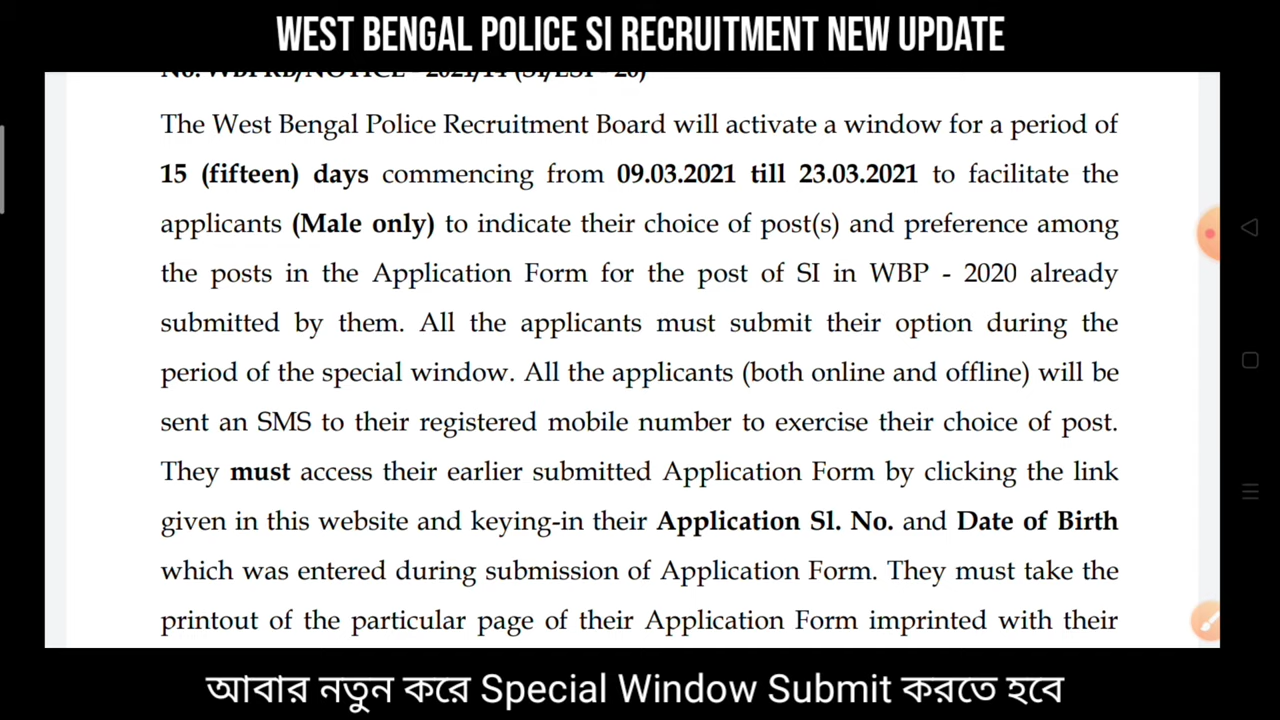 WEST BENGAL POLICE SI RECRUITMENT NEW UPDATE
No. WBPRB/NOTICE - 2021/14 (SI/LSI - 20)
The West Bengal Police Recruitment Board will activate a window for a period of
15 (fifteen) days commencing from 09.03.2021 till 23.03.2021 to facilitate the
applicants (Male only) to indicate their choice of post(s) and preference among
the posts in the Application Form for the post of SI in WBP - 2020 already
submitted by them. All the applicants must submit their option during the
period of the special window. All the applicants (both online and offline) will be
sent an SMS to their registered mobile number to exercise their choice of post.
They must access their earlier submitted Application Form by clicking the link
given in this website and keying-in their Application Sl. No. and Date of Birth
which was entered during submission of Application Form. They must take the
printout of the particular page of their Application Form imprinted with their
আবার নতুন করে Special Window Submit করতে হবে